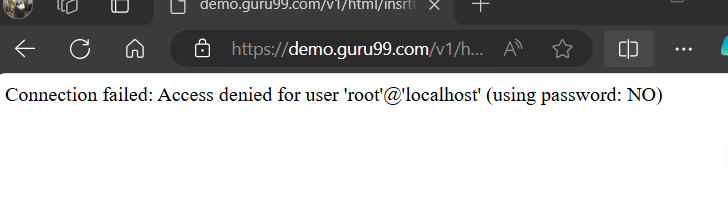 demo.guru99.com/v1/html/insrt
https://demo.guru99.com/v1/h...
Connection failed: Access denied for user 'root'@'localhost' (using password: NO)